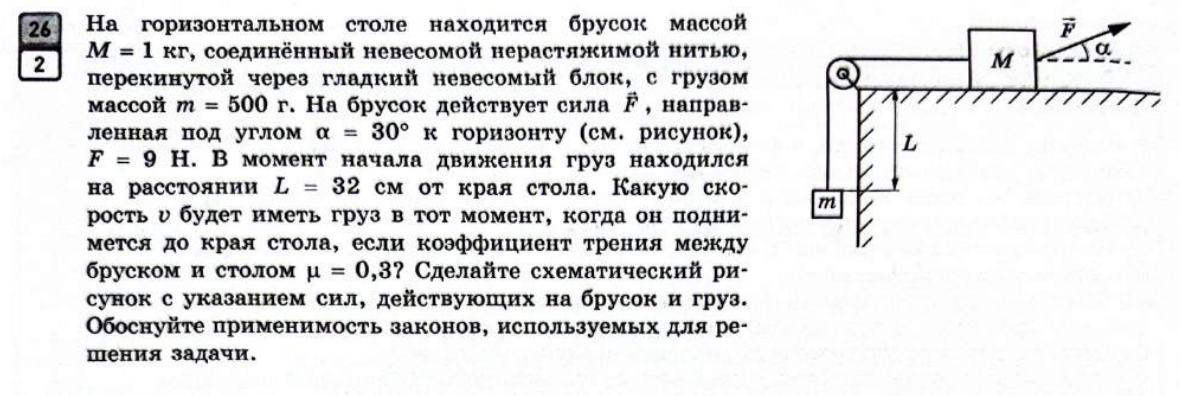 26
2
На горизонтальном столе находится брусок массой
M = 1 кг, соединённый невесомой нерастяжимой нитью,
перекинутой через гладкий невесомый блок, с грузом
массой m = 500 г. На брусок действует сила F⃗ , направ-
ленная под углом α = 30° к горизонту (см. рисунок),
F = 9 Н. В момент начала движения груз находился
на расстоянии L = 32 см от края стола. Какую ско-
рость v будет иметь груз в тот момент, когда он подни-
мется до края стола, если коэффициент трения между
бруском и столом μ = 0,3? Сделайте схематический ри-
сунок с указанием сил, действующих на брусок и груз.
Обоснуйте применимость законов, используемых для ре-
шения задачи.
F⃗
M
α
L
m